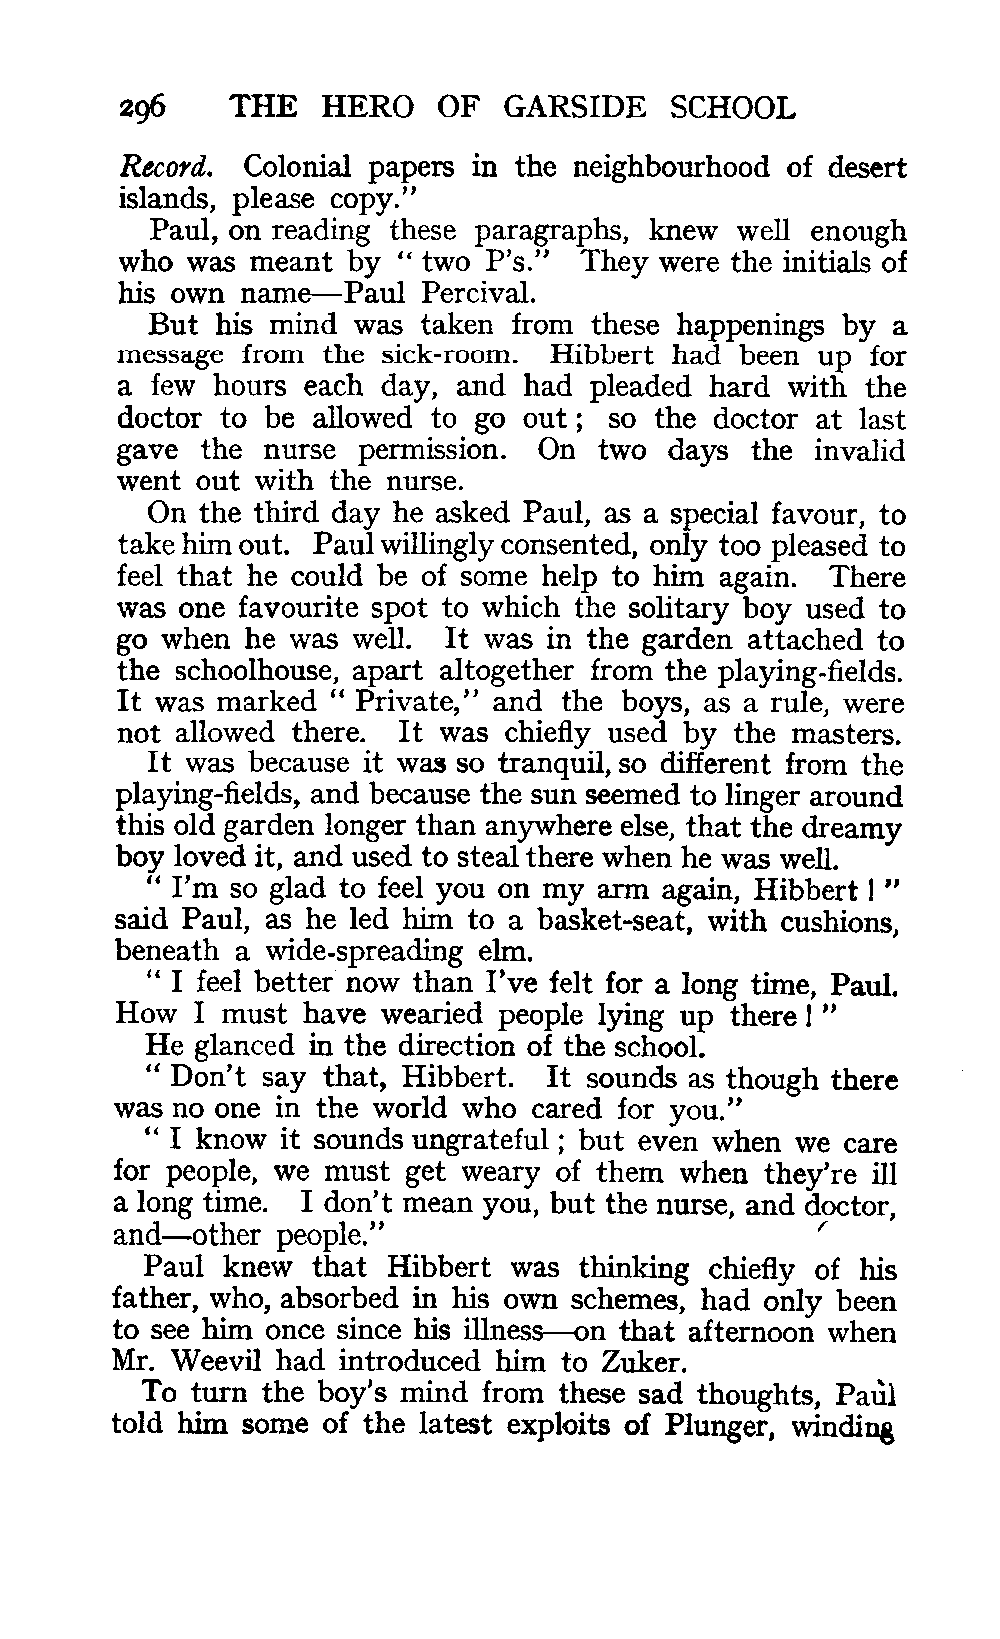 296 THE HERO OF GARSIDE SCHOOL
Record. Colonial papers in the neighbourhood of desert
islands, please copy."
Paul, on reading these paragraphs, knew well enough
who was meant by " two P's." They were the initials of
his own name—Paul Percival.
But his mind was taken from these happenings by a
message from the sick-room. Hibbert had been up for
a few hours each day, and had pleaded hard with the
doctor to be allowed to go out ; so the doctor at last
gave the nurse permission. On two days the invalid
went out with the nurse.
On the third day he asked Paul, as a special favour, to
take him out. Paul willingly consented, only too pleased to
feel that he could be of some help to him again. There
was one favourite spot to which the solitary boy used to
go when he was well. It was in the garden attached to
the schoolhouse, apart altogether from the playing-fields.
It was marked " Private," and the boys, as a rule, were
not allowed there. It was chiefly used by the masters.
It was because it was so tranquil, so different from the
playing-fields, and because the sun seemed to linger around
this old garden longer than anywhere else, that the dreamy
boy loved it, and used to steal there when he was well.
" I'm so glad to feel you on my arm again, Hibbert ! "
said Paul, as he led him to a basket-seat, with cushions,
beneath a wide-spreading elm.
" I feel better now than I've felt for a long time, Paul.
How I must have wearied people lying up there ! "
He glanced in the direction of the school.
" Don't say that, Hibbert. It sounds as though there
was no one in the world who cared for you."
" I know it sounds ungrateful ; but even when we care
for people, we must get weary of them when they're ill
a long time. I don't mean you, but the nurse, and doctor,
and—other people."
Paul knew that Hibbert was thinking chiefly of his
father, who, absorbed in his own schemes, had only been
to see him once since his illness—on that afternoon when
Mr. Weevil had introduced him to Zuker.
To turn the boy's mind from these sad thoughts, Paul
told him some of the latest exploits of Plunger, winding